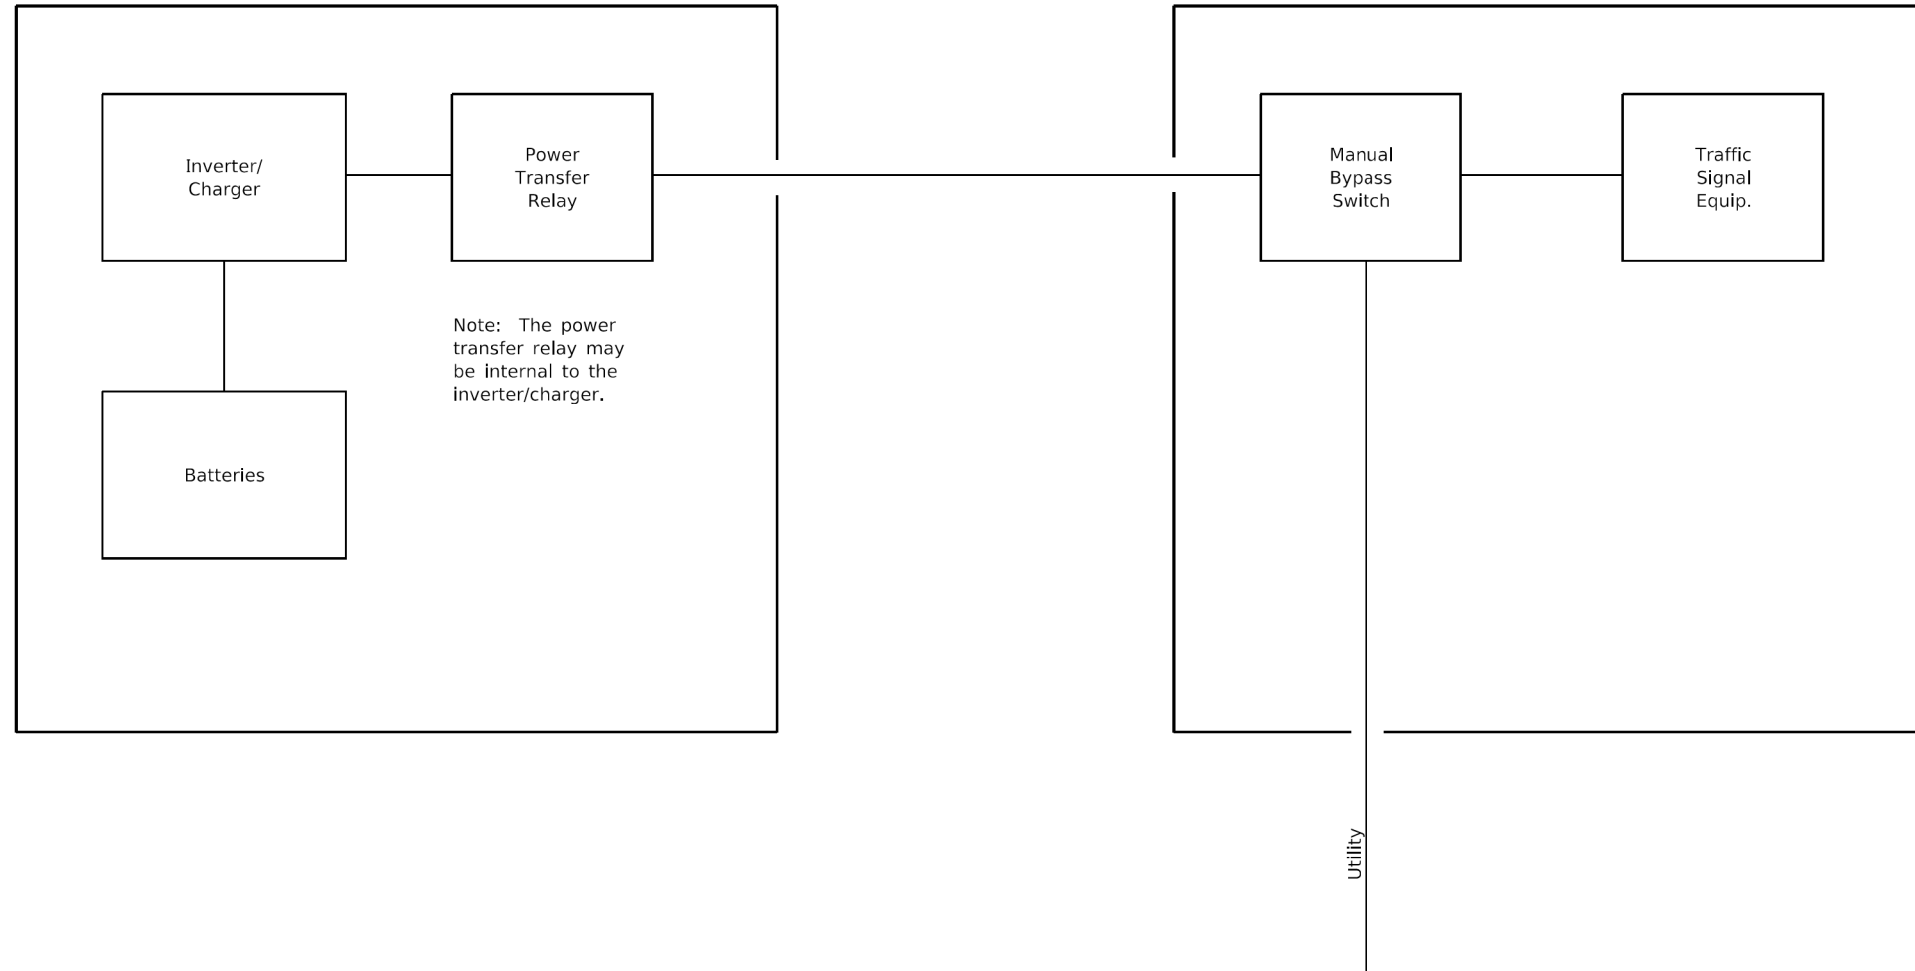 Inverter/
Charger
Power
Transfer
Relay
Manual
Bypass
Switch
Traffic
Signal
Equip.
Note: The power
transfer relay may
be internal to the
inverter/charger.
Batteries
Utility